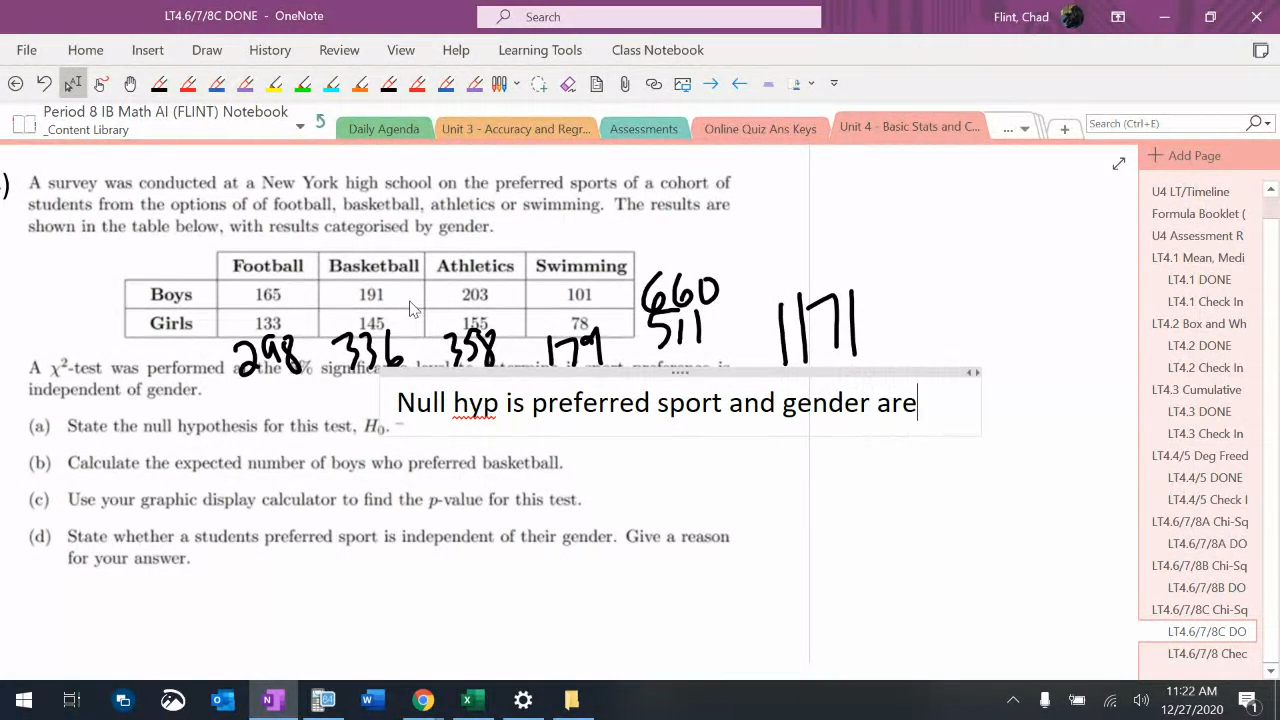 LT4.6/7/8C DONE - OneNote
Search
Flint, Chad
File Home Insert Draw History Review View Help Learning Tools Class Notebook
Period 8 IB Math AI (FLINT) Notebook
_Content Library
Daily Agenda
Unit 3 - Accuracy and Regr...
Assessments
Online Quiz Ans Keys
Unit 4 - Basic Stats and C...
...
Search (Ctrl+E)
A survey was conducted at a New York high school on the preferred sports of a cohort of
students from the options of of football, basketball, athletics or swimming. The results are
shown in the table below, with results categorised by gender.
Football Basketball Athletics Swimming
Boys 165 191 203 101 660
Girls 133 145 155 78 511
298 336 358 179 1171
A χ²-test was performed the % independent of gender.
Null hyp is preferred sport and gender are
(a) State the null hypothesis for this test, H₀.
(b) Calculate the expected number of boys who preferred basketball.
(c) Use your graphic display calculator to find the p-value for this test.
(d) State whether a students preferred sport is independent of their gender. Give a reason
for your answer.
Add Page
U4 LT/Timeline
Formula Booklet (
U4 Assessment R
LT4.1 Mean, Medi
LT4.1 DONE
LT4.1 Check In
LT4.2 Box and Wh
LT4.2 DONE
LT4.2 Check In
LT4.3 Cumulative
LT4.3 DONE
LT4.3 Check In
LT4.4/5 Deg Freed
LT4.4/5 DONE
LT4.4/5 Check I
LT4.6/7/8A Chi-Sq
LT4.6/7/8A DO
LT4.6/7/8B Chi-Sq
LT4.6/7/8B DO
LT4.6/7/8C Chi-Sq
LT4.6/7/8C DO
LT4.6/7/8 Chec
11:22 AM
12/27/2020